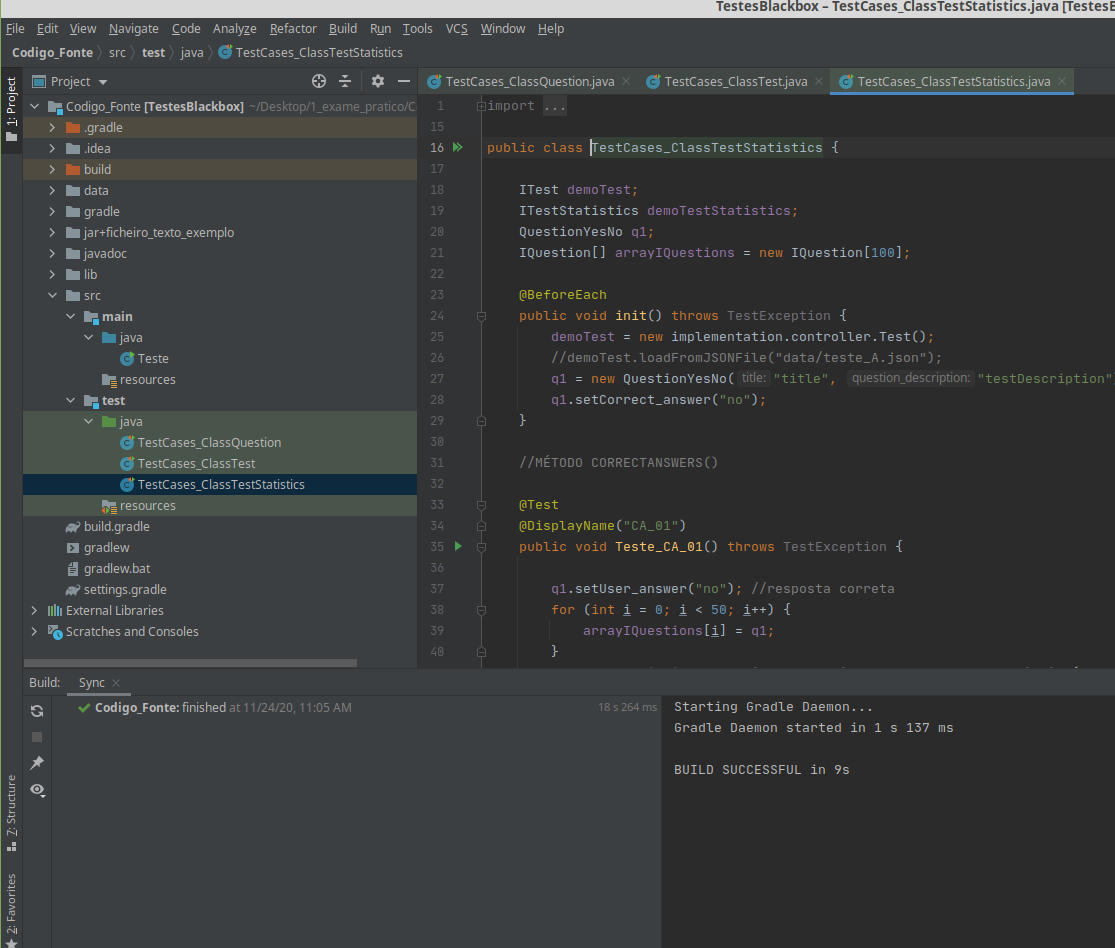 TestesBlackbox – TestCases_ClassTestStatistics.java [TestesB
File Edit View Navigate Code Analyze Refactor Build Run Tools VCS Window Help
Codigo_Fonte src test java TestCases_ClassTestStatistics
1: Project
Project
TestCases_ClassQuestion.java TestCases_ClassTest.java TestCases_ClassTestStatistics.java
Codigo_Fonte [TestesBlackbox] ~/Desktop/1_exame_pratico/C
.gradle
.idea
build
data
gradle
jar+ficheiro_texto_exemplo
javadoc
lib
src
main
java
Teste
resources
test
java
TestCases_ClassQuestion
TestCases_ClassTest
TestCases_ClassTestStatistics
resources
build.gradle
gradlew
gradlew.bat
settings.gradle
External Libraries
Scratches and Consoles
1 import ...
15
16 public class TestCases_ClassTestStatistics {
17
18 ITest demoTest;
19 ITestStatistics demoTestStatistics;
20 QuestionYesNo q1;
21 IQuestion[] arrayIQuestions = new IQuestion[100];
22
23 @BeforeEach
24 public void init() throws TestException {
25 demoTest = new implementation.controller.Test();
26 //demoTest.loadFromJSONFile("data/teste_A.json");
27 q1 = new QuestionYesNo( title: "title", question_description: "testDescription"
28 q1.setCorrect_answer("no");
29 }
30
31 //MÉTODO CORRECTANSWERS()
32
33 @Test
34 @DisplayName("CA_01")
35 public void Teste_CA_01() throws TestException {
36
37 q1.setUser_answer("no"); //resposta correta
38 for (int i = 0; i < 50; i++) {
39 arrayIQuestions[i] = q1;
40 }
Build: Sync
Codigo_Fonte: finished at 11/24/20, 11:05 AM 18 s 264 ms
Starting Gradle Daemon...
Gradle Daemon started in 1 s 137 ms
BUILD SUCCESSFUL in 9s
7: Structure
2: Favorites